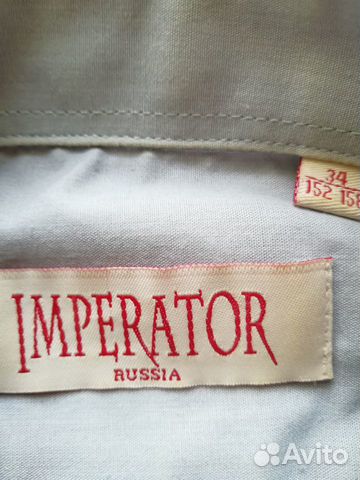 34
152 158
IMPERATOR
RUSSIA
Avito